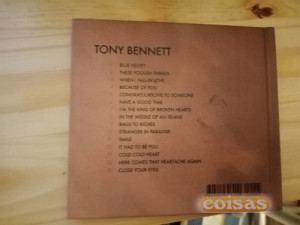 TONY BENNETT
BLUE VELVET
THESE FOOLISH THINGS
WHEN I FALL IN LOVE
BECAUSE OF YOU
CONGRATULATIONS TO SOMEONE
HAVE A GOOD TIME
I'M THE KING OF BROKEN HEARTS
IN THE MIDDLE OF AN ISLAND
RAGS TO RICHES
STRANGER IN PARADISE
SMILE
IT HAD TO BE YOU
COLD COLD HEART
HERE COMES THAT HEARTACHE AGAIN
CLOSE YOUR EYES
coisas